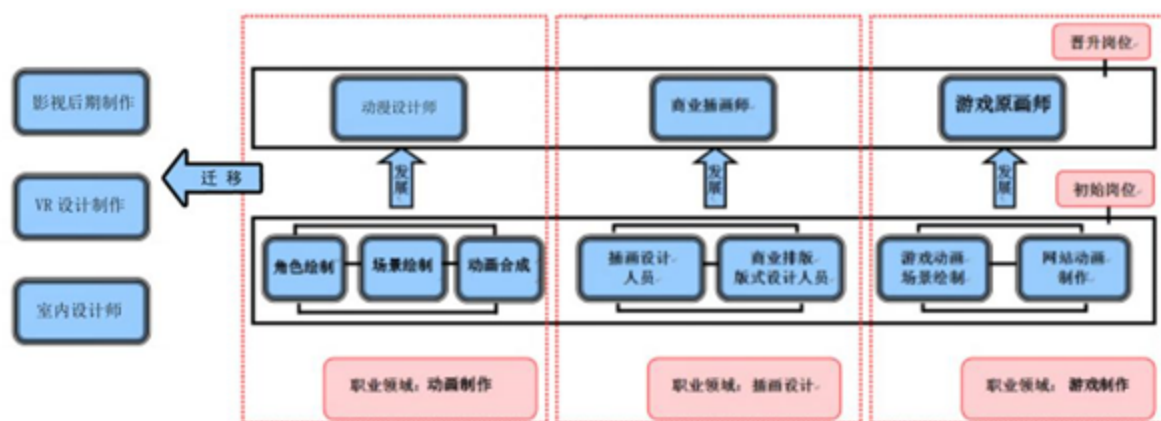 晋升岗位
影视后期制作
动漫设计师
商业插画师
游戏原画师
迁 移
发展
发展
发展
VR 设计制作
初始岗位
角色绘制
场景绘制
动画合成
插画设计
人员
商业排版
版式设计人员
游戏动画
场景绘制
网站动画
制作
室内设计师
职业领域：动画制作
职业领域：插画设计
职业领域：游戏制作